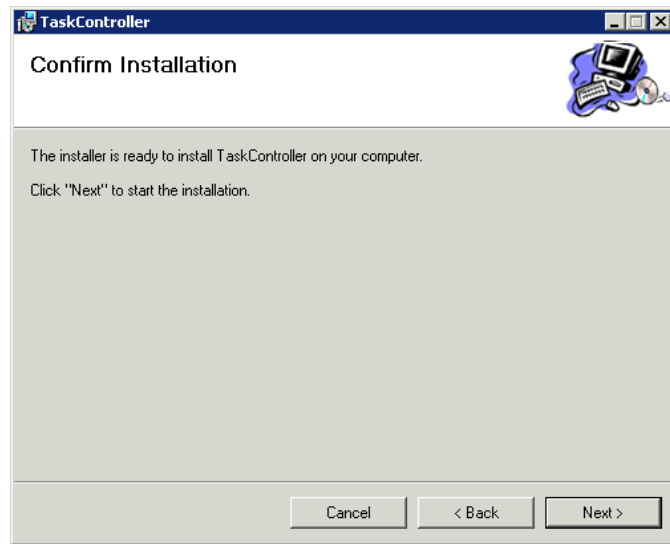 TaskController
Confirm Installation
The installer is ready to install TaskController on your computer.
Click "Next" to start the installation.
Cancel
< Back
Next >